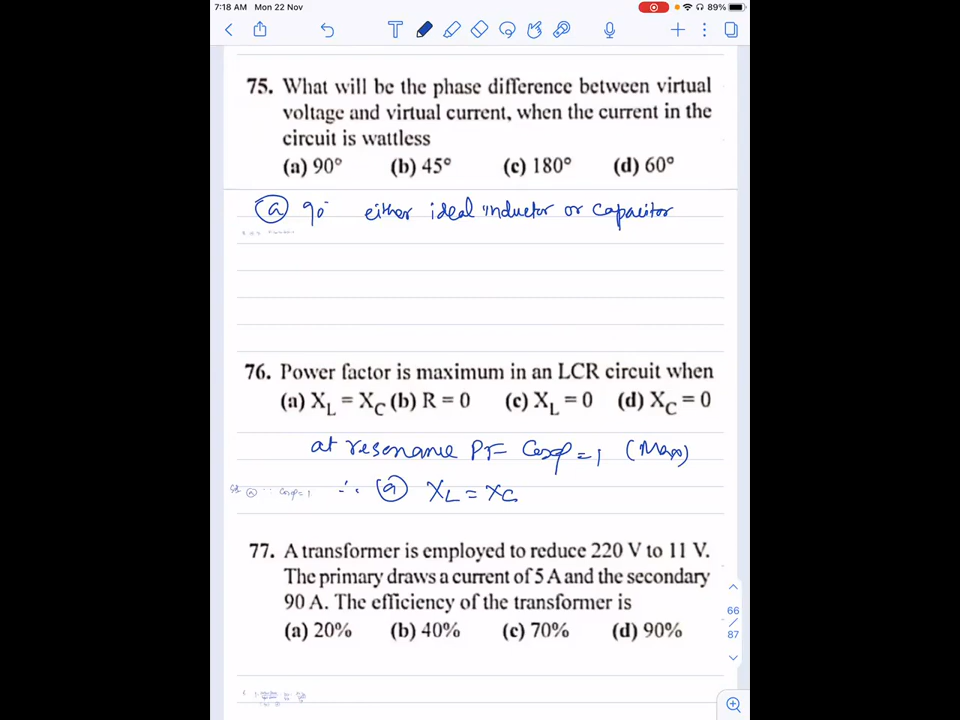 7:18 AM Mon 22 Nov
89%
75. What will be the phase difference between virtual
voltage and virtual current, when the current in the
circuit is wattless
(a) 90° (b) 45° (c) 180° (d) 60°
(a) 90° either ideal inductor or capacitor
76. Power factor is maximum in an LCR circuit when
(a) X_L = X_C (b) R = 0 (c) X_L = 0 (d) X_C = 0
at resonance PF = Cosφ = 1 (Max)
∴ (a) X_L = X_C
77. A transformer is employed to reduce 220 V to 11 V.
The primary draws a current of 5 A and the secondary
90 A. The efficiency of the transformer is
(a) 20% (b) 40% (c) 70% (d) 90%
66
/
87